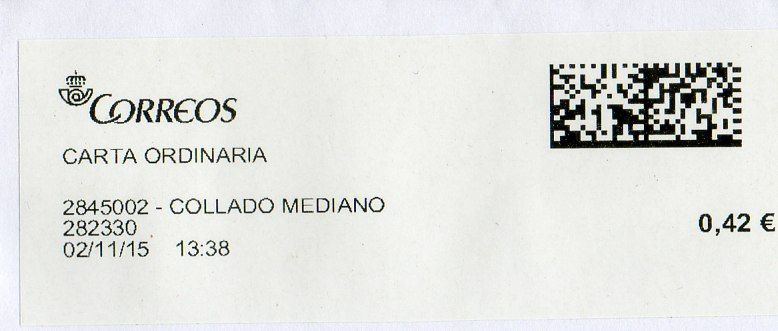 CORREOS
CARTA ORDINARIA
2845002 - COLLADO MEDIANO
282330
02/11/15 13:38
0,42 €